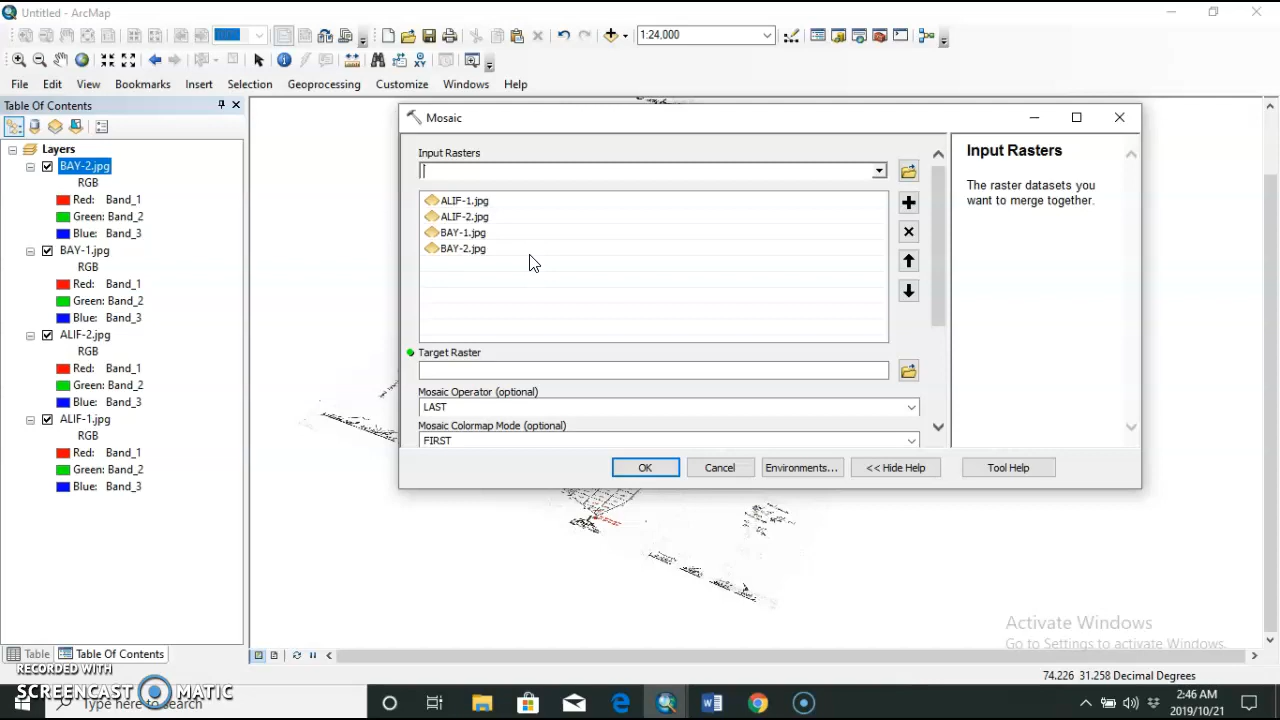 Untitled - ArcMap
1:24,000
File Edit View Bookmarks Insert Selection Geoprocessing Customize Windows Help
Table Of Contents
Layers
BAY-2.jpg
RGB
Red: Band_1
Green: Band_2
Blue: Band_3
BAY-1.jpg
RGB
Red: Band_1
Green: Band_2
Blue: Band_3
ALIF-2.jpg
RGB
Red: Band_1
Green: Band_2
Blue: Band_3
ALIF-1.jpg
RGB
Red: Band_1
Green: Band_2
Blue: Band_3
Table Table Of Contents
Mosaic
Input Rasters
ALIF-1.jpg
ALIF-2.jpg
BAY-1.jpg
BAY-2.jpg
Target Raster
Mosaic Operator (optional)
LAST
Mosaic Colormap Mode (optional)
FIRST
OK Cancel Environments... << Hide Help Tool Help
Input Rasters
The raster datasets you
want to merge together.
Activate Windows
Go to Settings to activate Windows.
74.226 31.258 Decimal Degrees
RECORDED WITH
SCREENCAST MATIC
Type here to search
2:46 AM
2019/10/21